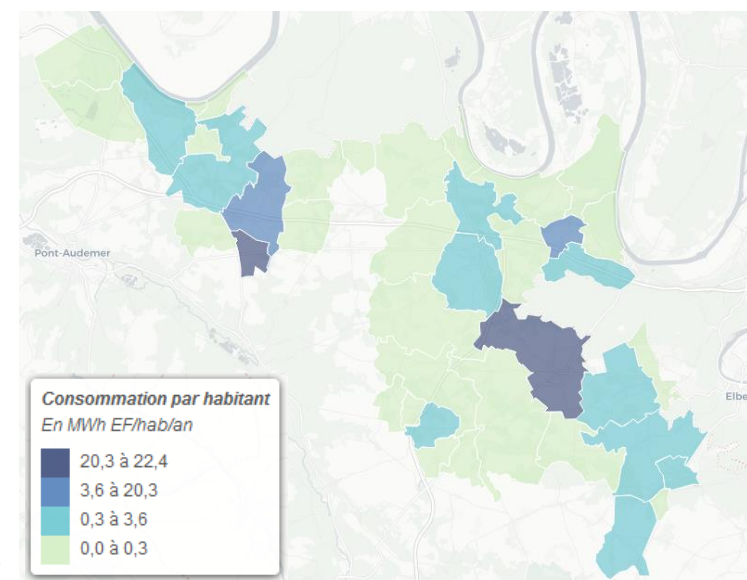 Pont-Audemer
Elbe
Consommation par habitant
En MWh EF/hab/an
20,3 à 22,4
3,6 à 20,3
0,3 à 3,6
0,0 à 0,3